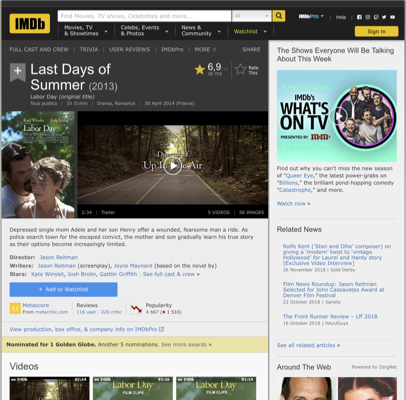 IMDb
Find Movies, TV shows, Celebrities and more...
All
IMDbPro
Help
Movies, TV & Showtimes
Celebs, Events & Photos
News & Community
Watchlist
Sign in
FULL CAST AND CREW | TRIVIA | USER REVIEWS | IMDbPro | MORE
SHARE
Last Days of Summer (2013)
6,9
Rate This
Labor Day (original title)
Tous publics | 1h 51min | Drama, Romance | 30 April 2014 (France)
Kate Winslet Josh Brolin
Labor Day
Up In The Air
2:34 | Trailer
5 VIDEOS | 38 IMAGES
Depressed single mom Adele and her son Henry offer a wounded, fearsome man a ride. As
police search town for the escaped convict, the mother and son gradually learn his true story
as their options become increasingly limited.
Director: Jason Reitman
Writers: Jason Reitman (screenplay), Joyce Maynard (based on the novel by)
Stars: Kate Winslet, Josh Brolin, Gattlin Griffith | See full cast & crew »
+ Add to Watchlist
52
Metascore
From metacritic.com
Reviews
116 user | 220 critic
Popularity
4 667
View production, box office, & company info on IMDbPro
Nominated for 1 Golden Globe. Another 5 nominations. See more awards »
Videos
Labor Day
FILM CLIPS
Labor Day
FILM CLIPS
The Shows Everyone Will Be Talking
About This Week
IMDb's
WHAT'S
ON TV
PRESENTED BY
Find out why you can't miss the new season
of "Queer Eye," the latest power-grabs on
"Billions," the brilliant pond-hopping comedy
"Catastrophe," and more.
Watch now »
Related News
Rolfe Kent ('Stan and Ollie' composer) on
giving a 'modern' twist to 'vintage
Hollywood' for Laurel and Hardy story
[Exclusive Video Interview]
26 November 2018 | Gold Derby
Film News Roundup: Jason Reitman
Selected for John Cassavetes Award at
Denver Film Festival
23 October 2018 | Variety
The Front Runner Review – Lff 2018
16 October 2018 | HeyUGuys
See all related articles »
Around The Web
Powered by ZergNet